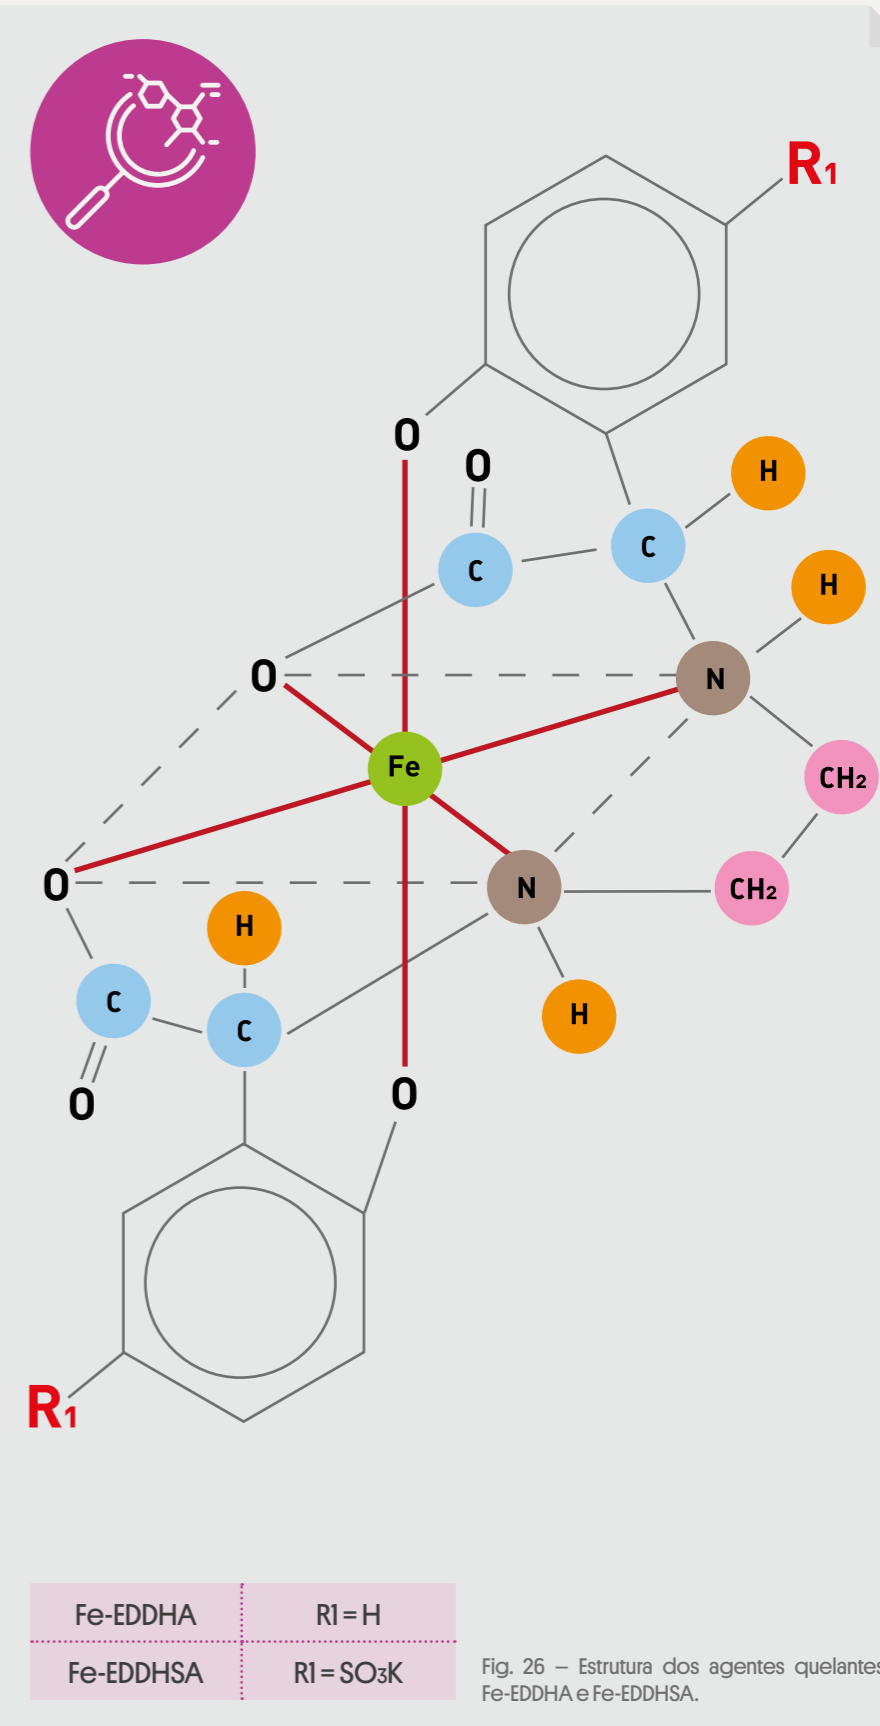 R1
O
O
H
C
C
H
O
N
Fe
CH2
O
N
CH2
H
C
C
H
O
O
R1
Fe-EDDHA R1 = H
Fe-EDDHSA R1 = SO3K
Fig. 26 – Estrutura dos agentes quelantes
Fe-EDDHA e Fe-EDDHSA.